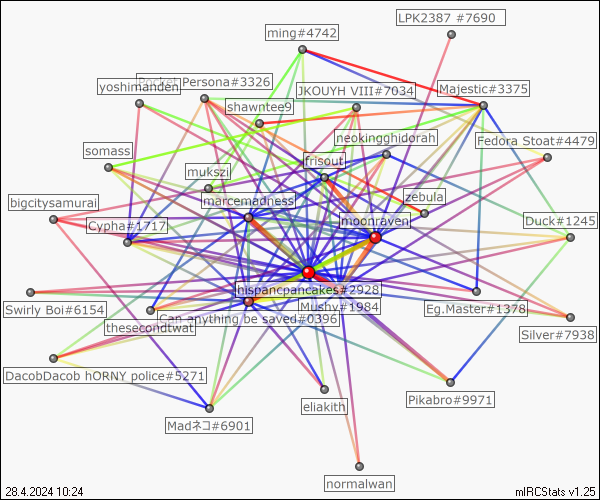 LPK2387 #7690
ming#4742
Pocket Persona#3326
yoshimanden
JKOUYH VIII#7034
Majestic#3375
shawntee9
neokingghidorah
Fedora Sboat#4479
somass
frisout
mukszi
zebula
marcemadness
bigcitysamurai
moonraven
Duck#1245
Cypha#1717
hispancpancakes#2928
Mushy#1984
Eg.Master#1378
Swirly Boi#6154
Can anything be saved#0396
thesecondtwat
Silver#7938
DacobDacob hORNY police#5271
Pikabro#9971
eliakith
Madネコ#6901
normalwan
28.4.2024 10:24
mIRCStats v1.25